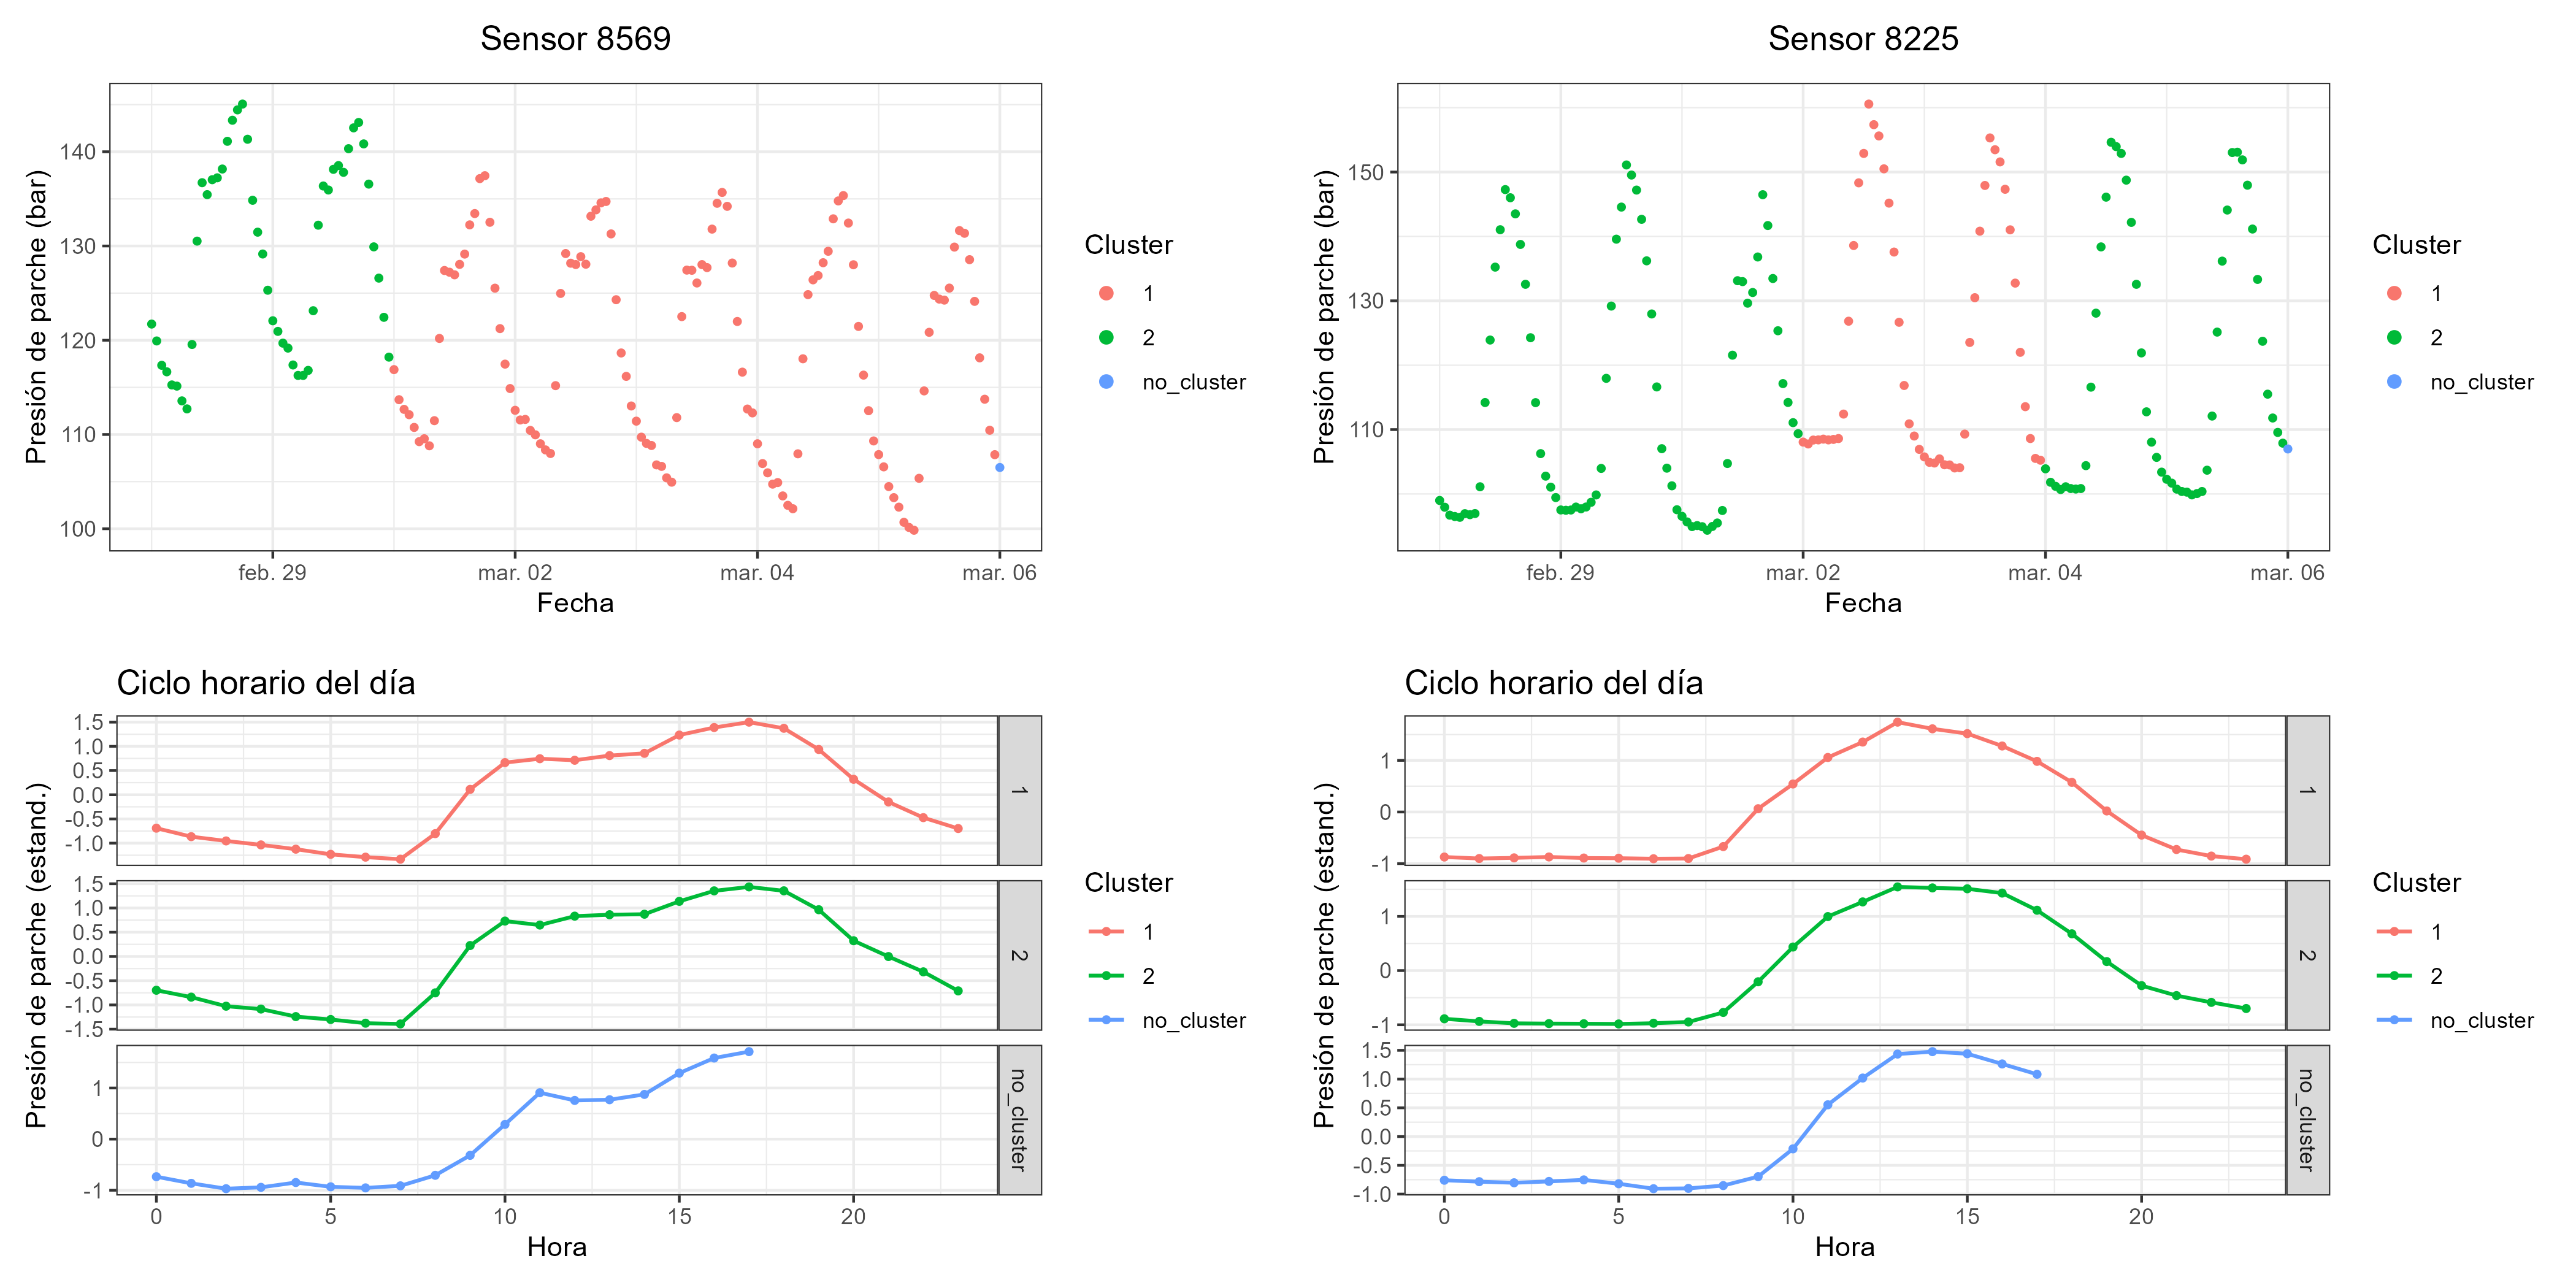 Sensor 8569
Presión de parche (bar)
140
130
120
110
100
feb. 29
mar. 02
mar. 04
mar. 06
Fecha
Cluster
1
2
no_cluster
Sensor 8225
Presión de parche (bar)
150
130
110
feb. 29
mar. 02
mar. 04
mar. 06
Fecha
Cluster
1
2
no_cluster
Ciclo horario del día
Presión de parche (estand.)
1.5
1.0
0.5
0.0
-0.5
-1.0
1
1.5
1.0
0.5
0.0
-0.5
-1.0
-1.5
2
1
0
-1
no_cluster
0
5
10
15
20
Hora
Cluster
1
2
no_cluster
Ciclo horario del día
Presión de parche (estand.)
1
0
-1
1
1
0
-1
2
1.5
1.0
0.5
0.0
-0.5
-1.0
no_cluster
0
5
10
15
20
Hora
Cluster
1
2
no_cluster